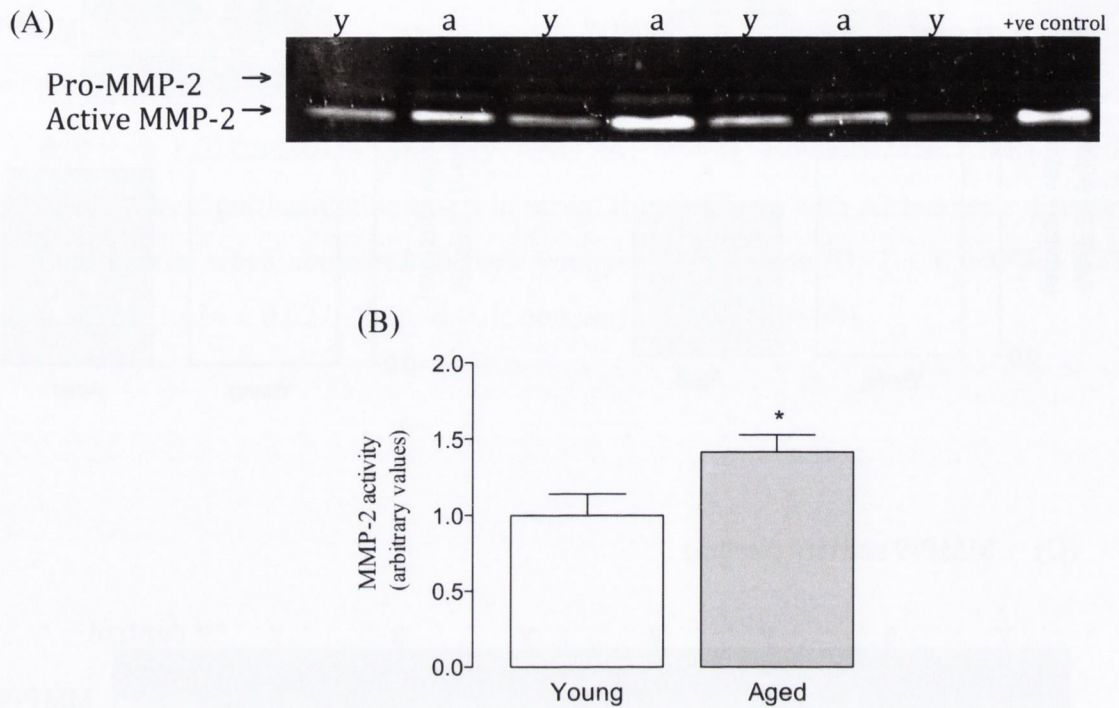 (A)
y a y a y a y +ve control
Pro-MMP-2 →
Active MMP-2 →
(B)
MMP-2 activity
(arbitrary values)
2.0
*
1.5
1.0
0.5
0.0
Young Aged